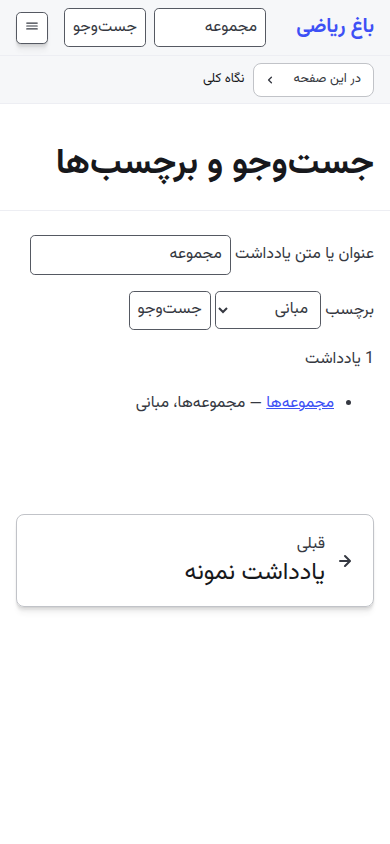 باغ ریاضی مجموعه جست‌وجو
در این صفحه نگاه کلی
جست‌وجو و برچسب‌ها
عنوان یا متن یادداشت مجموعه
برچسب مبانی جست‌وجو
1 یادداشت
مجموعه‌ها — مجموعه‌ها، مبانی
قبلی
یادداشت نمونه